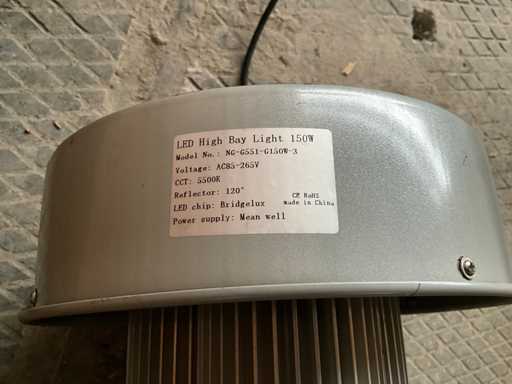 LED High Bay Light 150W
Model No.: NG-G551-G150W-3
Voltage: AC85-265V
CCT: 5500K
Reflector: 120°
CE RoHS
LED chip: Bridgelux
made in China
Power supply: Mean well